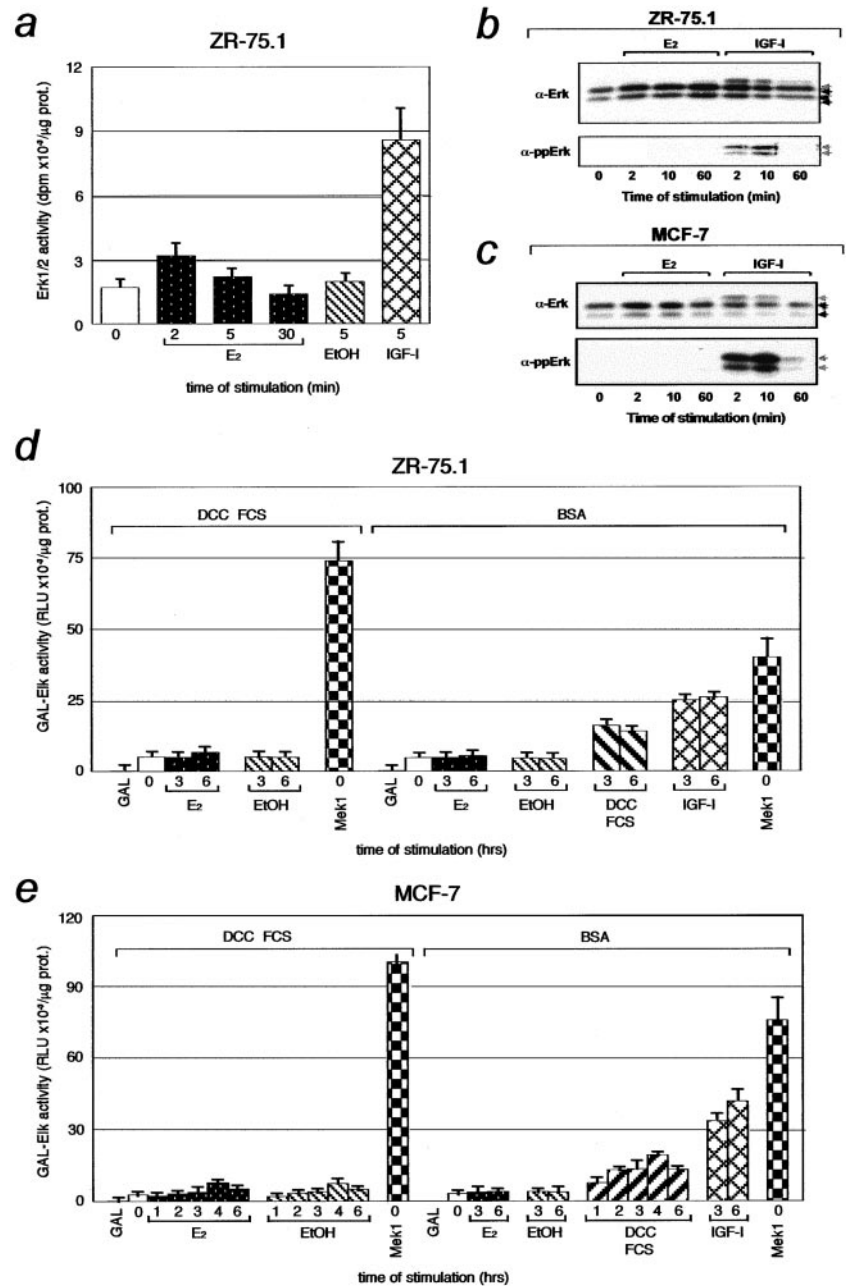 a
ZR-75.1
Erk1/2 activity (dpm x10⁻⁴/µg prot.)
12
9
6
3
0
0 2 5 30 5 5
E₂ EtOH IGF-I
time of stimulation (min)
b
ZR-75.1
E₂ IGF-I
α-Erk
α-ppErk
0 2 10 60 2 10 60
Time of stimulation (min)
c
MCF-7
E₂ IGF-I
α-Erk
α-ppErk
0 2 10 60 2 10 60
Time of stimulation (min)
d
ZR-75.1
GAL-Elk activity (RLU x10⁻⁴/µg prot.)
100
75
50
25
0
DCC FCS BSA
GAL 0 3 6 3 6 0 GAL 0 3 6 3 6 3 6 3 6 0
E₂ EtOH Mek1 E₂ EtOH DCC FCS IGF-I Mek1
time of stimulation (hrs)
e
MCF-7
GAL-Elk activity (RLU x10⁻⁴/µg prot.)
120
90
60
30
0
DCC FCS BSA
GAL 0 1 2 3 4 6 1 2 3 4 6 0 GAL 0 3 6 3 6 1 2 3 4 6 3 6 0
E₂ EtOH Mek1 E₂ EtOH DCC FCS IGF-I Mek1
time of stimulation (hrs)